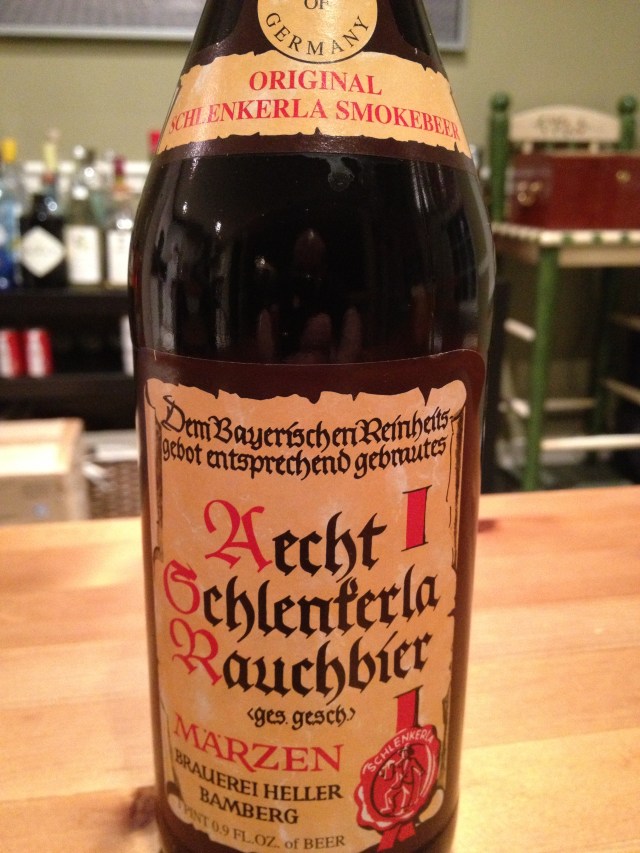 OF
GERMANY
ORIGINAL
SCHLENKERLA SMOKEBEER
Dem Bayerischen Reinheits-
gebot entsprechend gebrautes
Aecht
Schlenkerla
Rauchbier
‹ges. gesch.›
MÄRZEN
BRAUEREI HELLER
BAMBERG
1 PINT 0.9 FL.OZ. of BEER
SCHLENKERLA